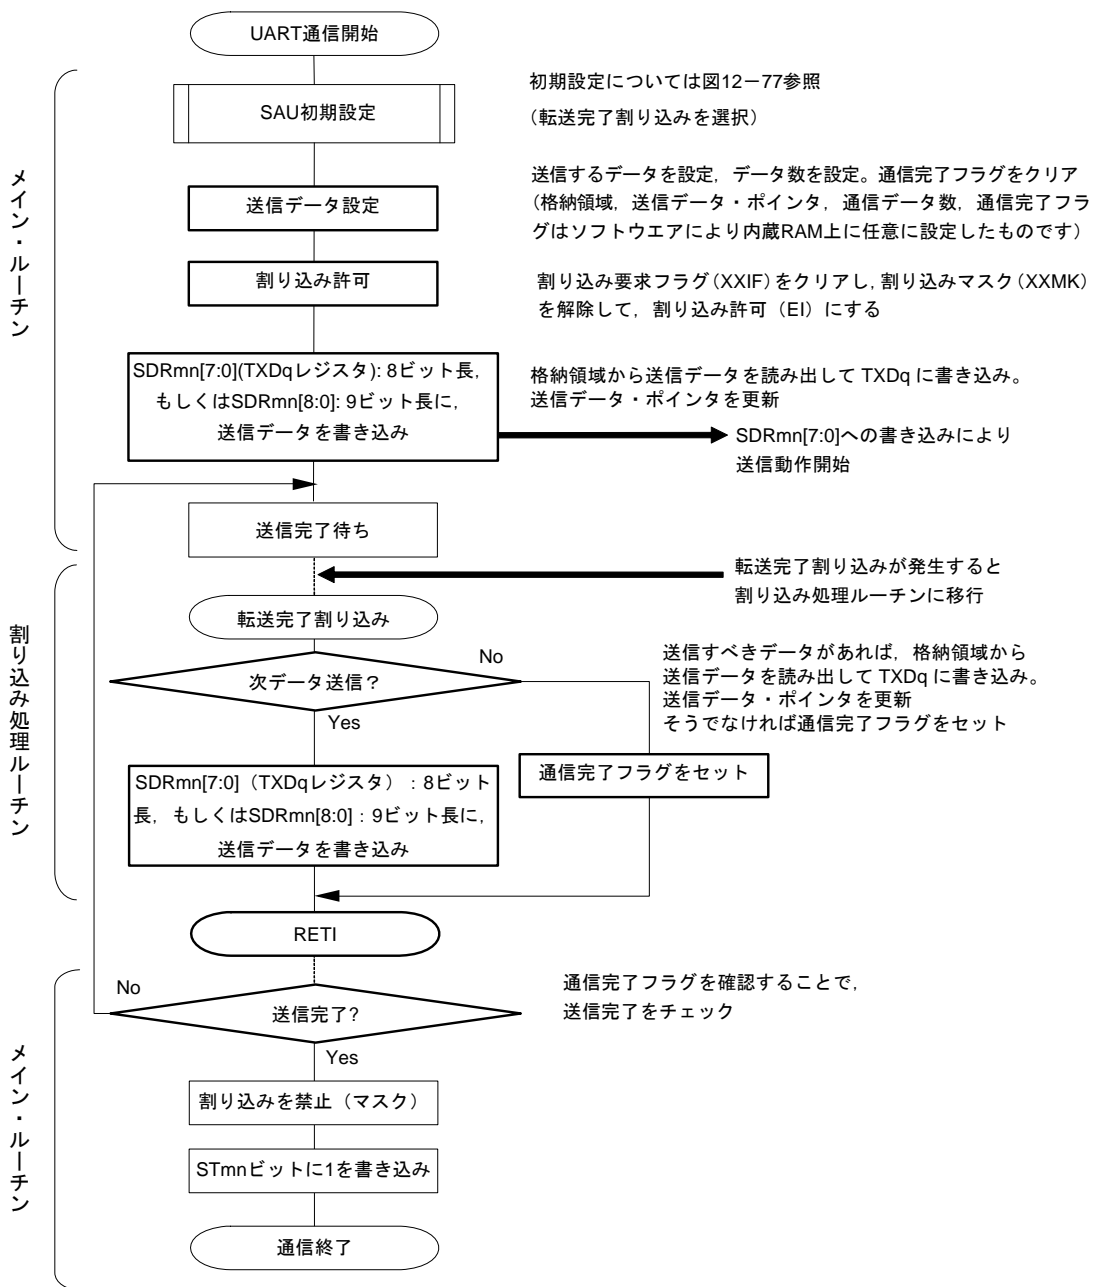 UART通信開始
メイン・ルーチン
SAU初期設定
初期設定については図12－77参照
（転送完了割り込みを選択）
送信データ設定
送信するデータを設定，データ数を設定。通信完了フラグをクリア
（格納領域，送信データ・ポインタ，通信データ数，通信完了フラ
グはソフトウエアにより内蔵RAM上に任意に設定したものです）
割り込み許可
割り込み要求フラグ（XXIF）をクリアし，割り込みマスク（XXMK）
を解除して，割り込み許可（EI）にする
SDRmn[7:0](TXDqレジスタ): 8ビット長，
もしくはSDRmn[8:0]: 9ビット長に，
送信データを書き込み
格納領域から送信データを読み出して TXDq に書き込み。
送信データ・ポインタを更新
SDRmn[7:0]への書き込みにより
送信動作開始
送信完了待ち
割り込み処理ルーチン
転送完了割り込みが発生すると
割り込み処理ルーチンに移行
転送完了割り込み
次データ送信？
No
Yes
送信すべきデータがあれば，格納領域から
送信データを読み出して TXDq に書き込み。
送信データ・ポインタを更新
そうでなければ通信完了フラグをセット
SDRmn[7:0]（TXDqレジスタ）：8ビット
長，もしくはSDRmn[8:0]：9ビット長に，
送信データを書き込み
通信完了フラグをセット
RETI
メイン・ルーチン
No
送信完了?
Yes
通信完了フラグを確認することで，
送信完了をチェック
割り込みを禁止（マスク）
STmnビットに1を書き込み
通信終了